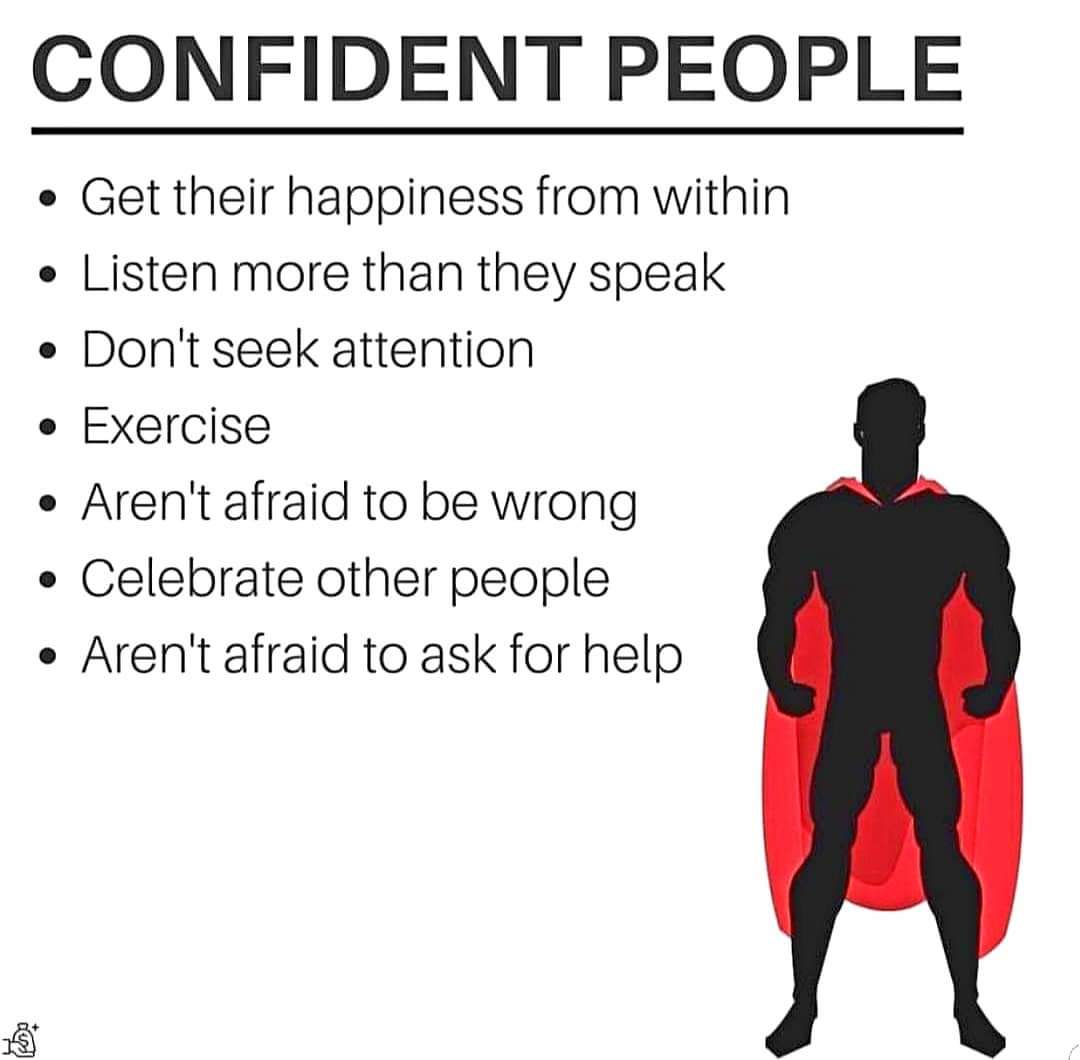 CONFIDENT PEOPLE
• Get their happiness from within
• Listen more than they speak
• Don't seek attention
• Exercise
• Aren't afraid to be wrong
• Celebrate other people
• Aren't afraid to ask for help